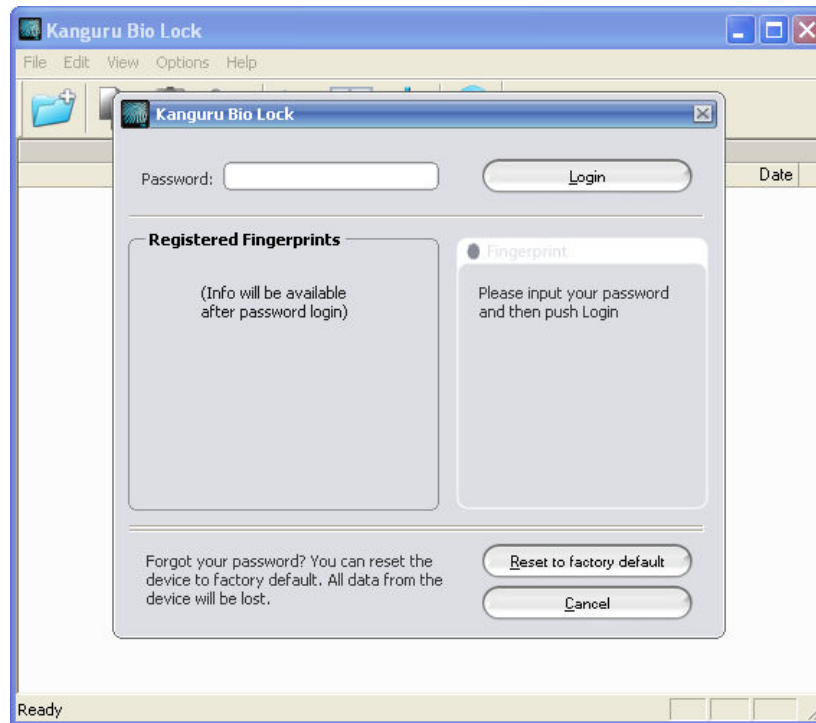 Kanguru Bio Lock
File Edit View Options Help
Kanguru Bio Lock
Password:
Login
Date
Registered Fingerprints
(Info will be available
after password login)
Fingerprint
Please input your password
and then push Login
Forgot your password? You can reset the
device to factory default. All data from the
device will be lost.
Reset to factory default
Cancel
Ready